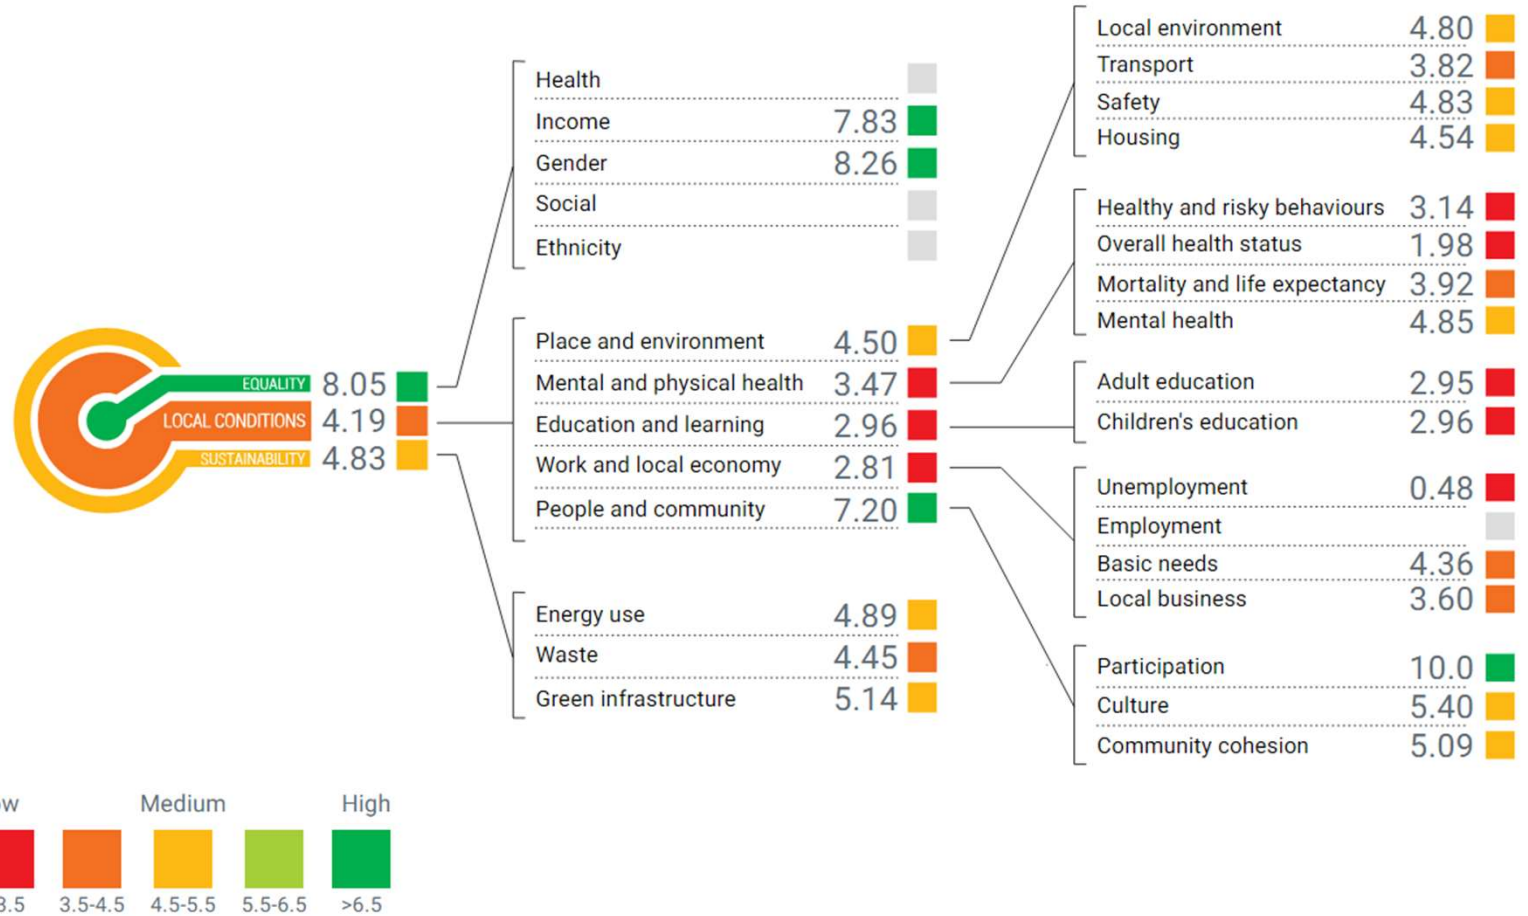 EQUALITY 8.05
LOCAL CONDITIONS 4.19
SUSTAINABILITY 4.83
Health
Income 7.83
Gender 8.26
Social
Ethnicity
Place and environment 4.50
Mental and physical health 3.47
Education and learning 2.96
Work and local economy 2.81
People and community 7.20
Energy use 4.89
Waste 4.45
Green infrastructure 5.14
Local environment 4.80
Transport 3.82
Safety 4.83
Housing 4.54
Healthy and risky behaviours 3.14
Overall health status 1.98
Mortality and life expectancy 3.92
Mental health 4.85
Adult education 2.95
Children's education 2.96
Unemployment 0.48
Employment
Basic needs 4.36
Local business 3.60
Participation 10.0
Culture 5.40
Community cohesion 5.09
Medium High
3.5-4.5 4.5-5.5 5.5-6.5 >6.5